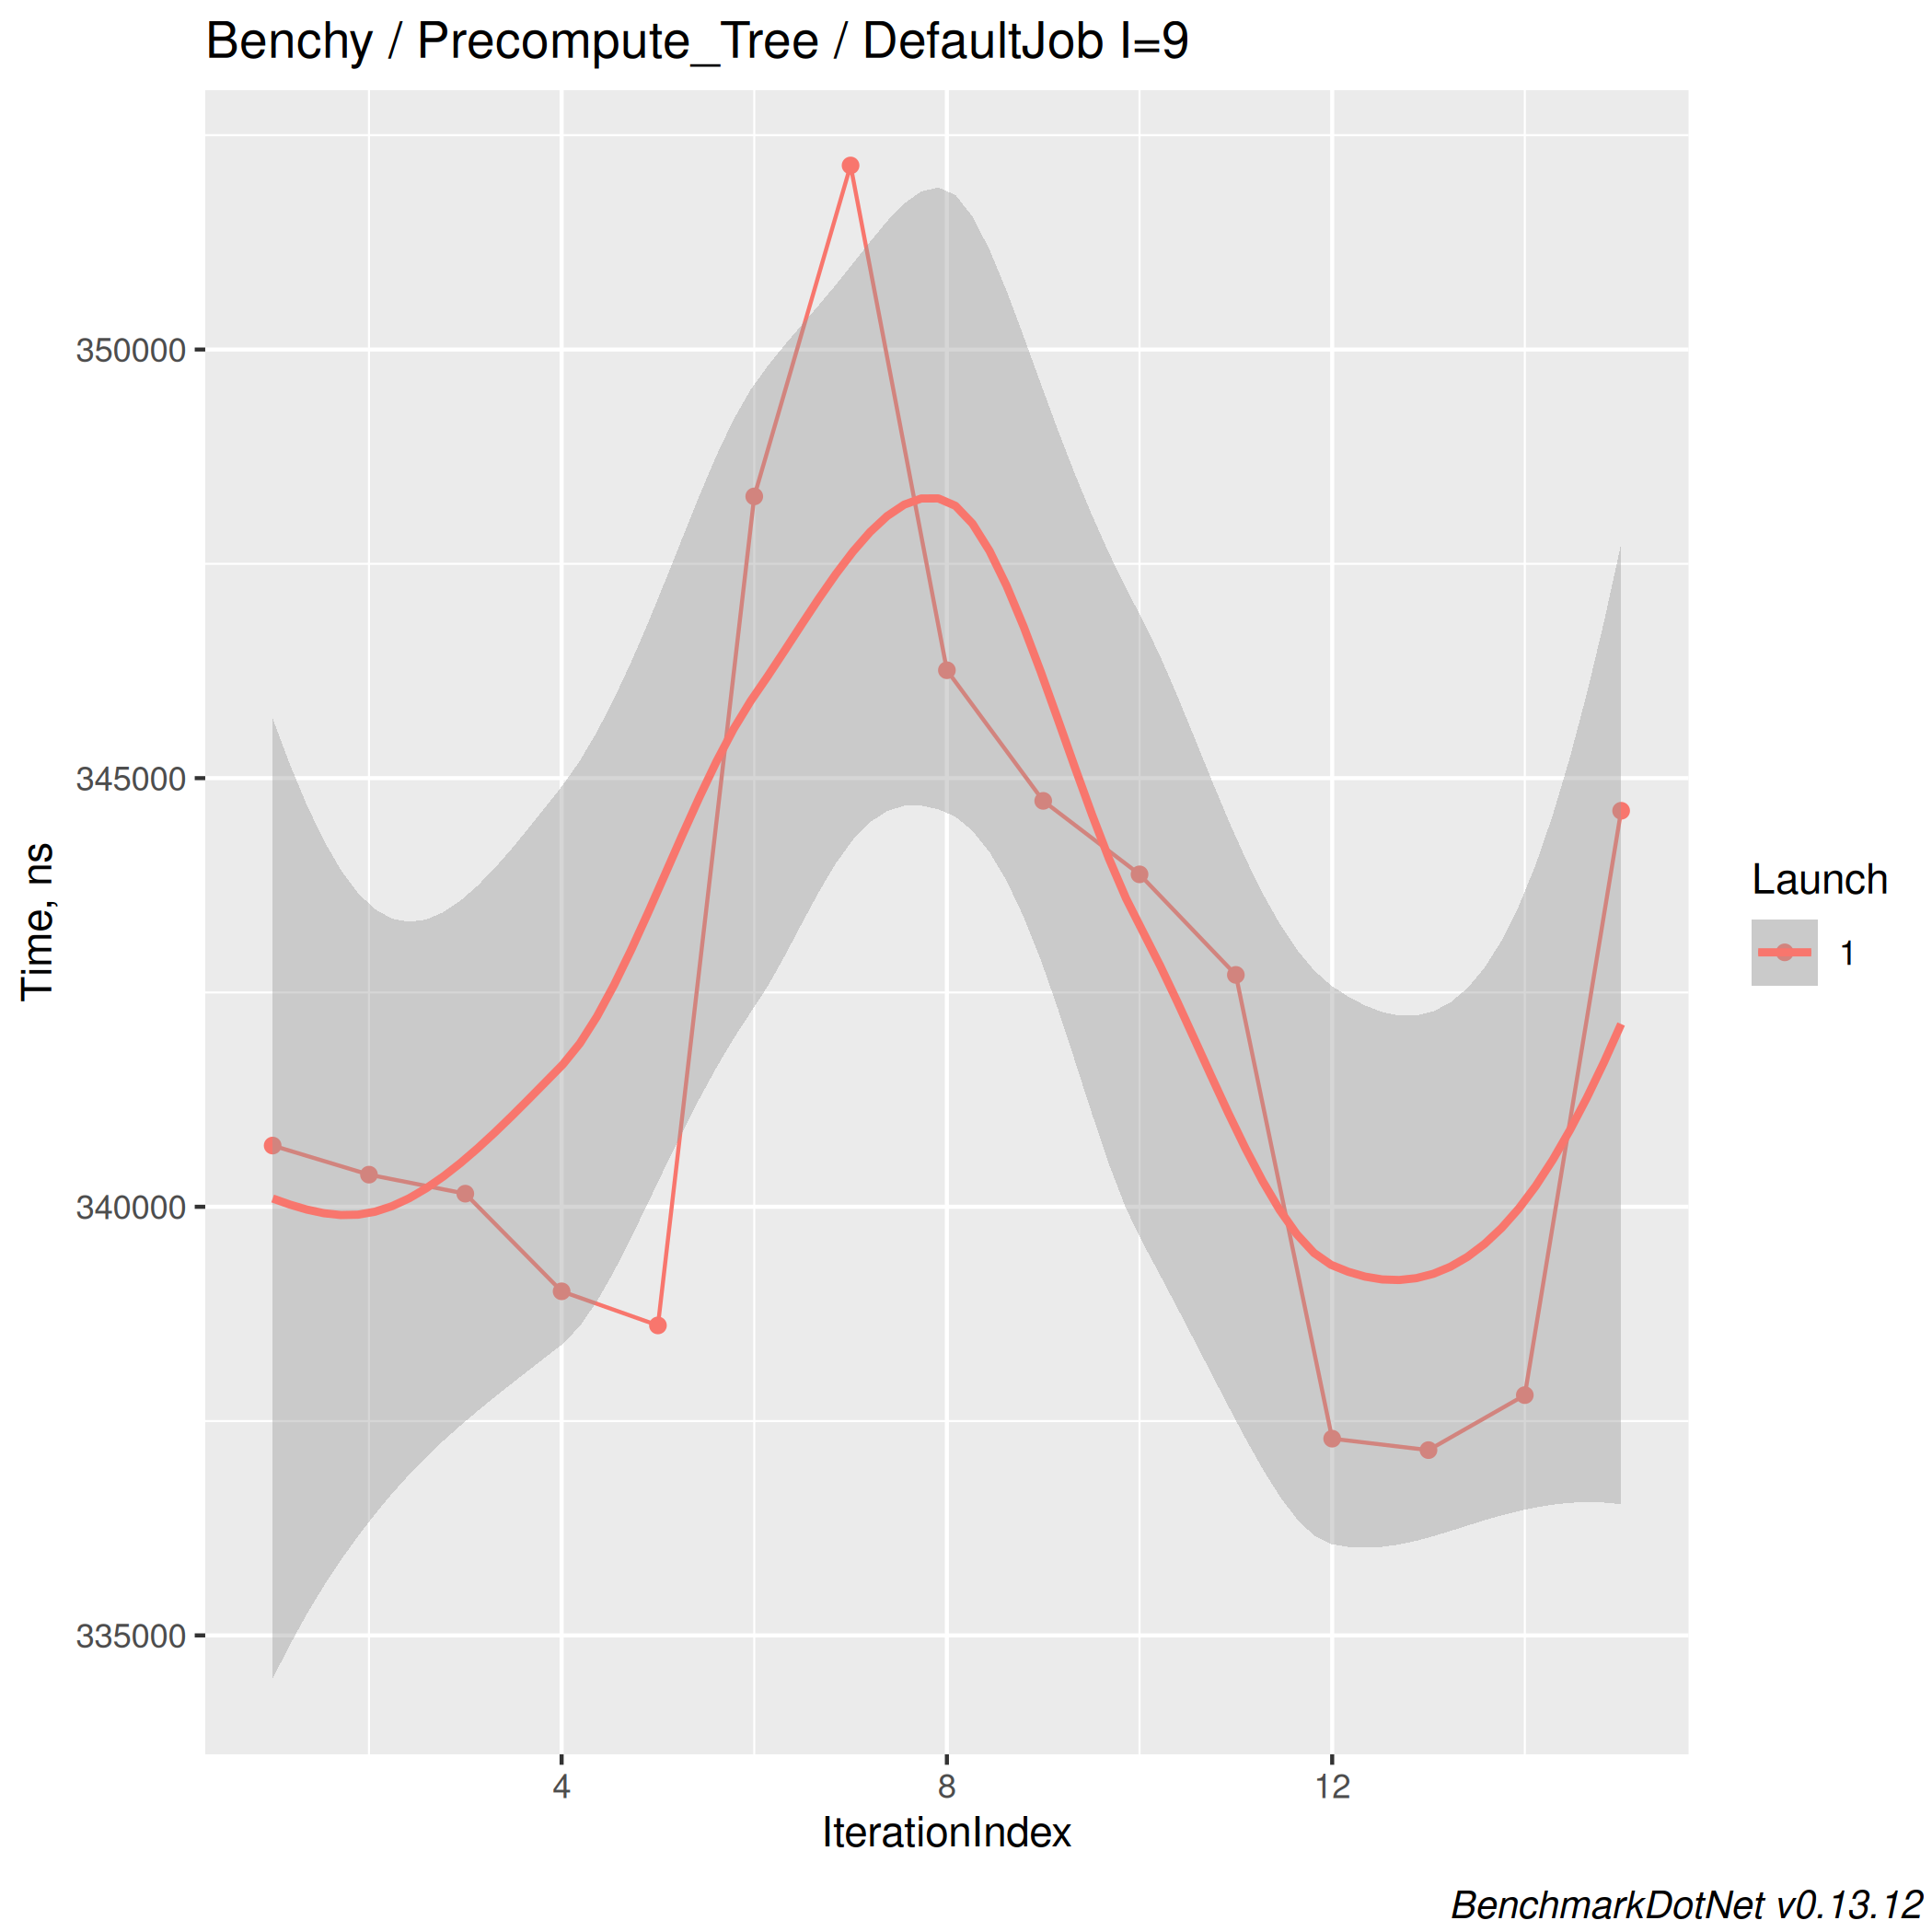 Benchy / Precompute_Tree / DefaultJob I=9
350000
345000
340000
335000
Time, ns
4
8
12
IterationIndex
Launch
1
BenchmarkDotNet v0.13.12